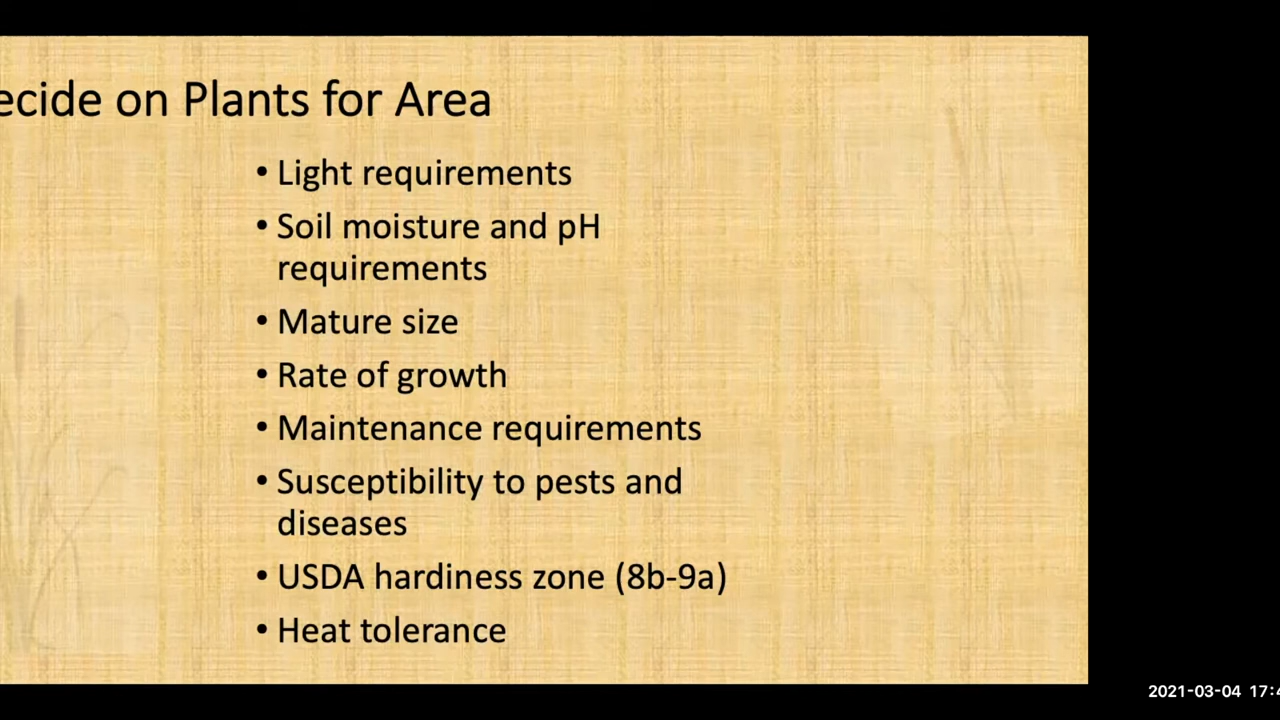 ecide on Plants for Area
• Light requirements
• Soil moisture and pH
requirements
• Mature size
• Rate of growth
• Maintenance requirements
• Susceptibility to pests and
diseases
• USDA hardiness zone (8b-9a)
• Heat tolerance
2021-03-04 17:4